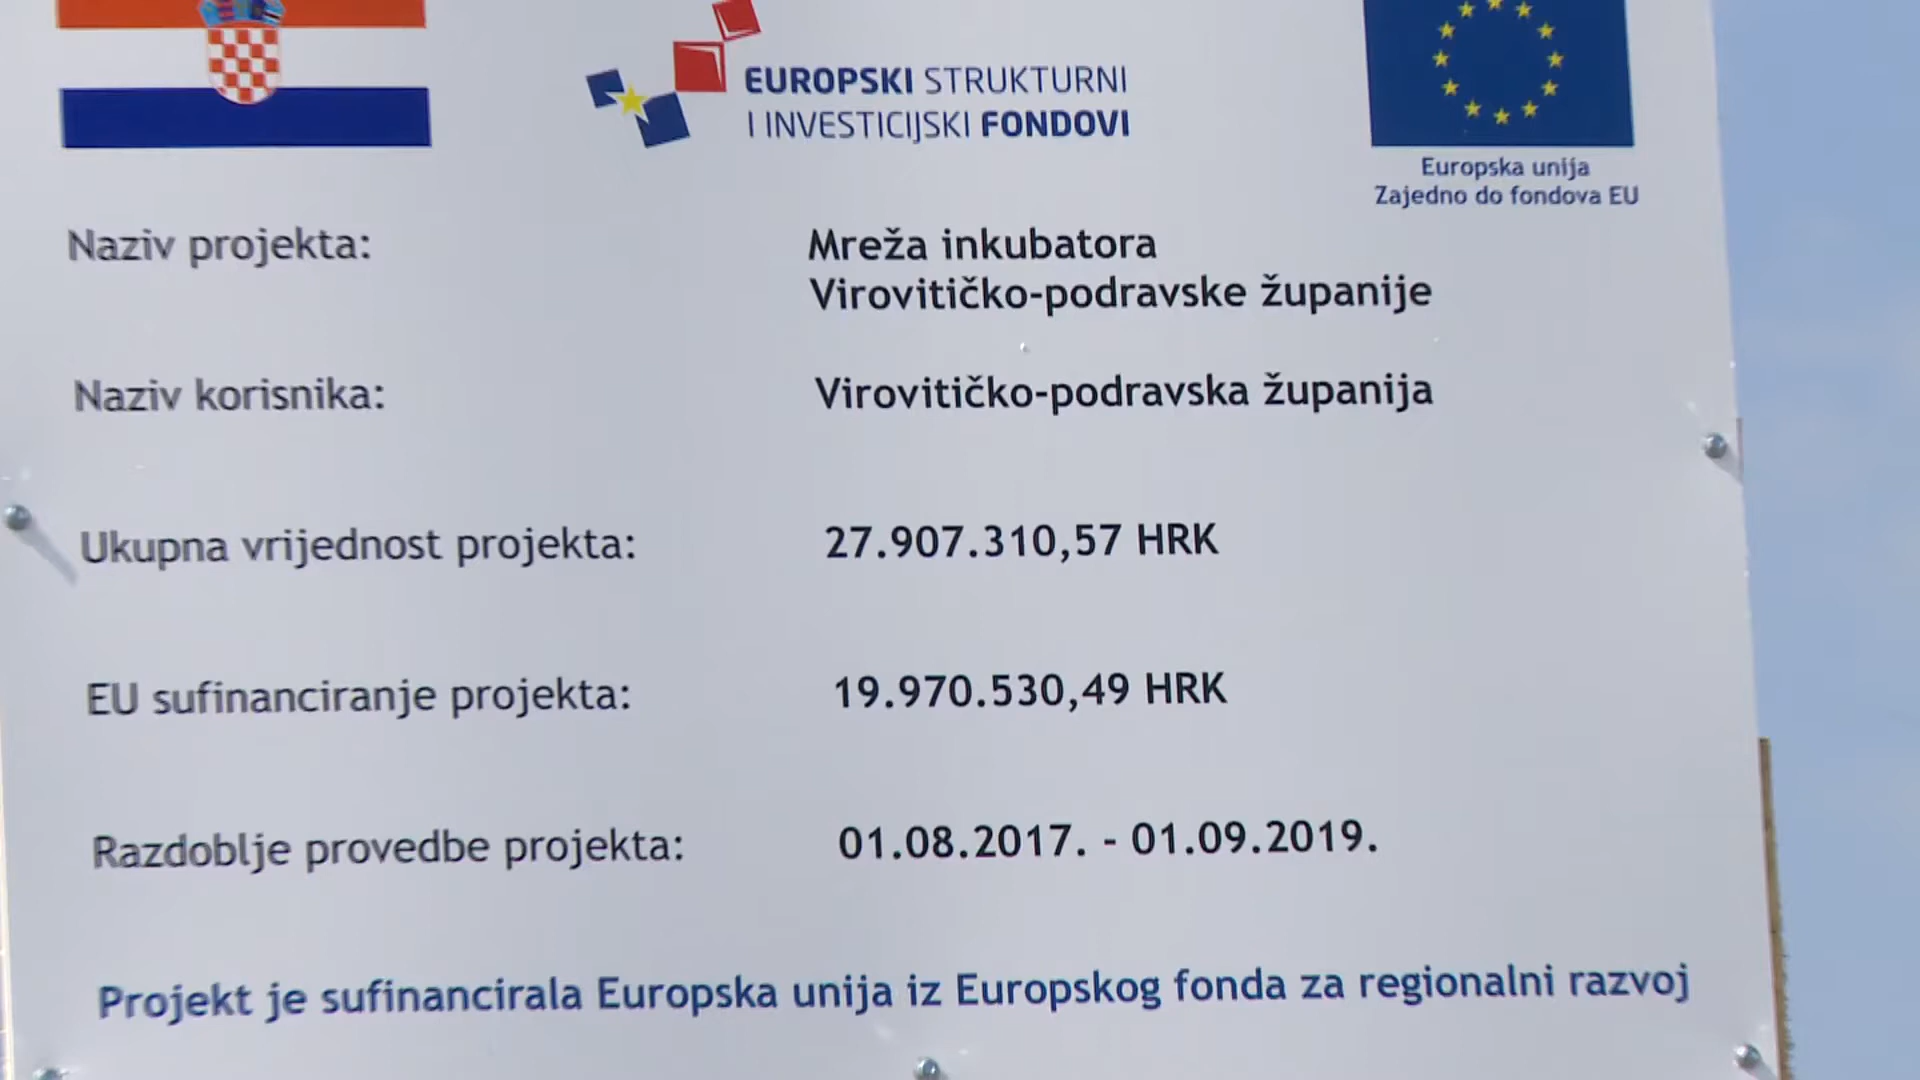 EUROPSKI STRUKTURNI
I INVESTICIJSKI FONDOVI
Europska unija
Zajedno do fondova EU
Naziv projekta: Mreža inkubatora
Virovitičko-podravske županije
Naziv korisnika: Virovitičko-podravska županija
Ukupna vrijednost projekta: 27.907.310,57 HRK
EU sufinanciranje projekta: 19.970.530,49 HRK
Razdoblje provedbe projekta: 01.08.2017. - 01.09.2019.
Projekt je sufinancirala Europska unija iz Europskog fonda za regionalni razvoj